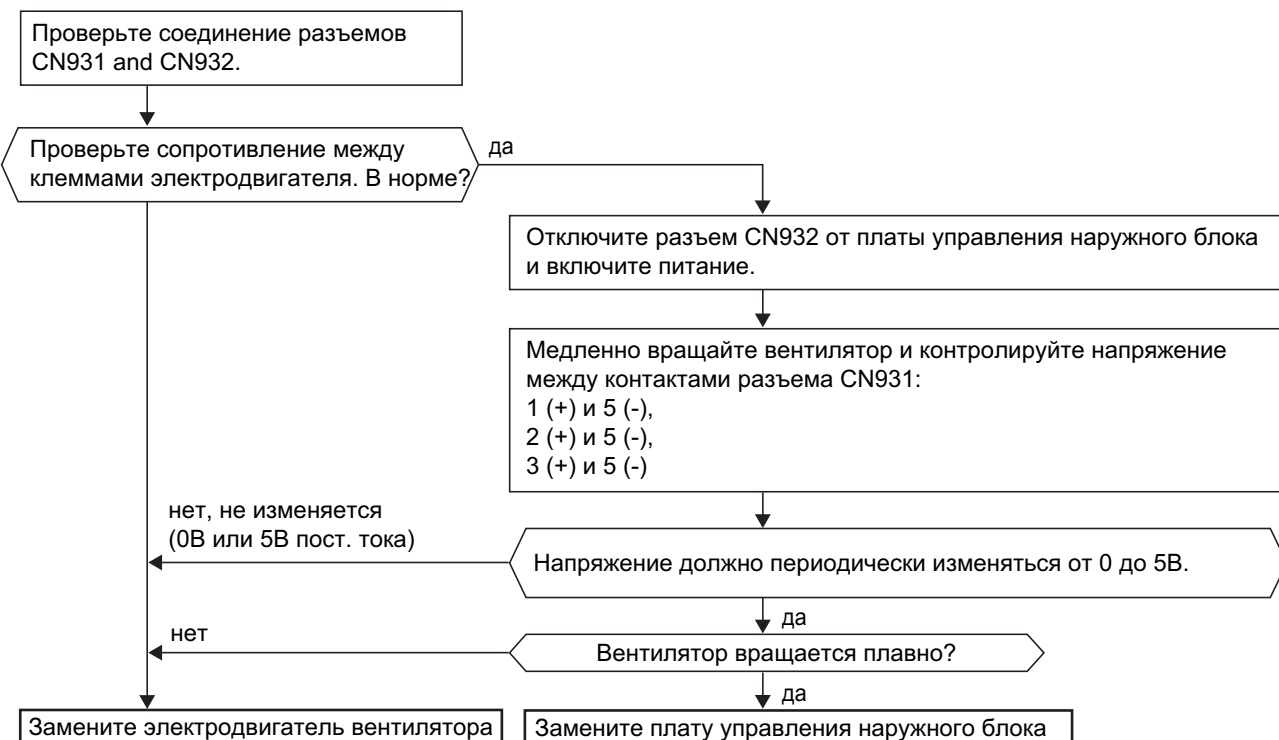 Проверьте соединение разъемов
CN931 and CN932.
Проверьте сопротивление между
клеммами электродвигателя. В норме?
да
Отключите разъем CN932 от платы управления наружного блока
и включите питание.
Медленно вращайте вентилятор и контролируйте напряжение
между контактами разъема CN931:
1 (+) и 5 (-),
2 (+) и 5 (-),
3 (+) и 5 (-)
нет, не изменяется
(0В или 5В пост. тока)
Напряжение должно периодически изменяться от 0 до 5В.
да
нет
Вентилятор вращается плавно?
да
Замените электродвигатель вентилятора
Замените плату управления наружного блока